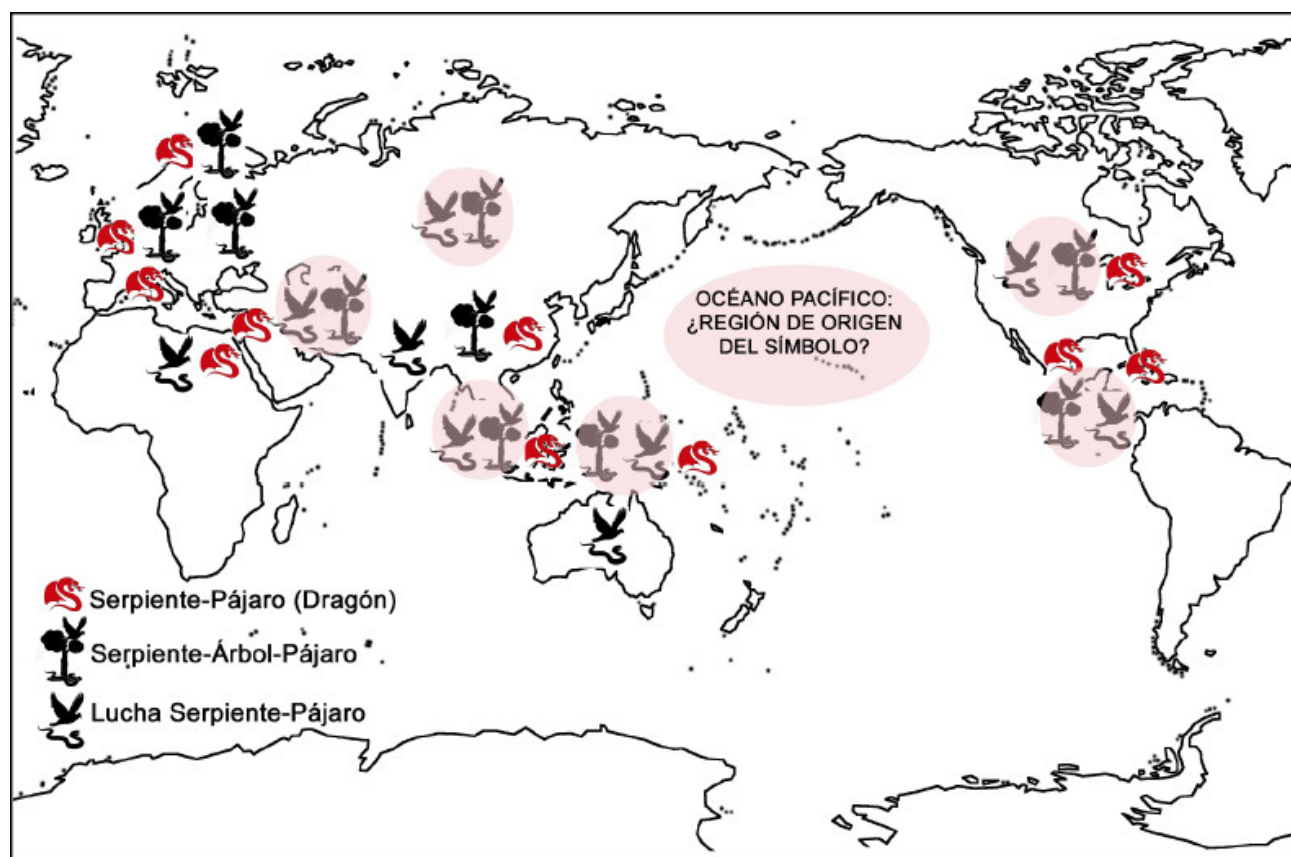 OCÉANO PACÍFICO:
¿REGIÓN DE ORIGEN
DEL SÍMBOLO?
Serpiente-Pájaro (Dragón)
Serpiente-Árbol-Pájaro
Lucha Serpiente-Pájaro